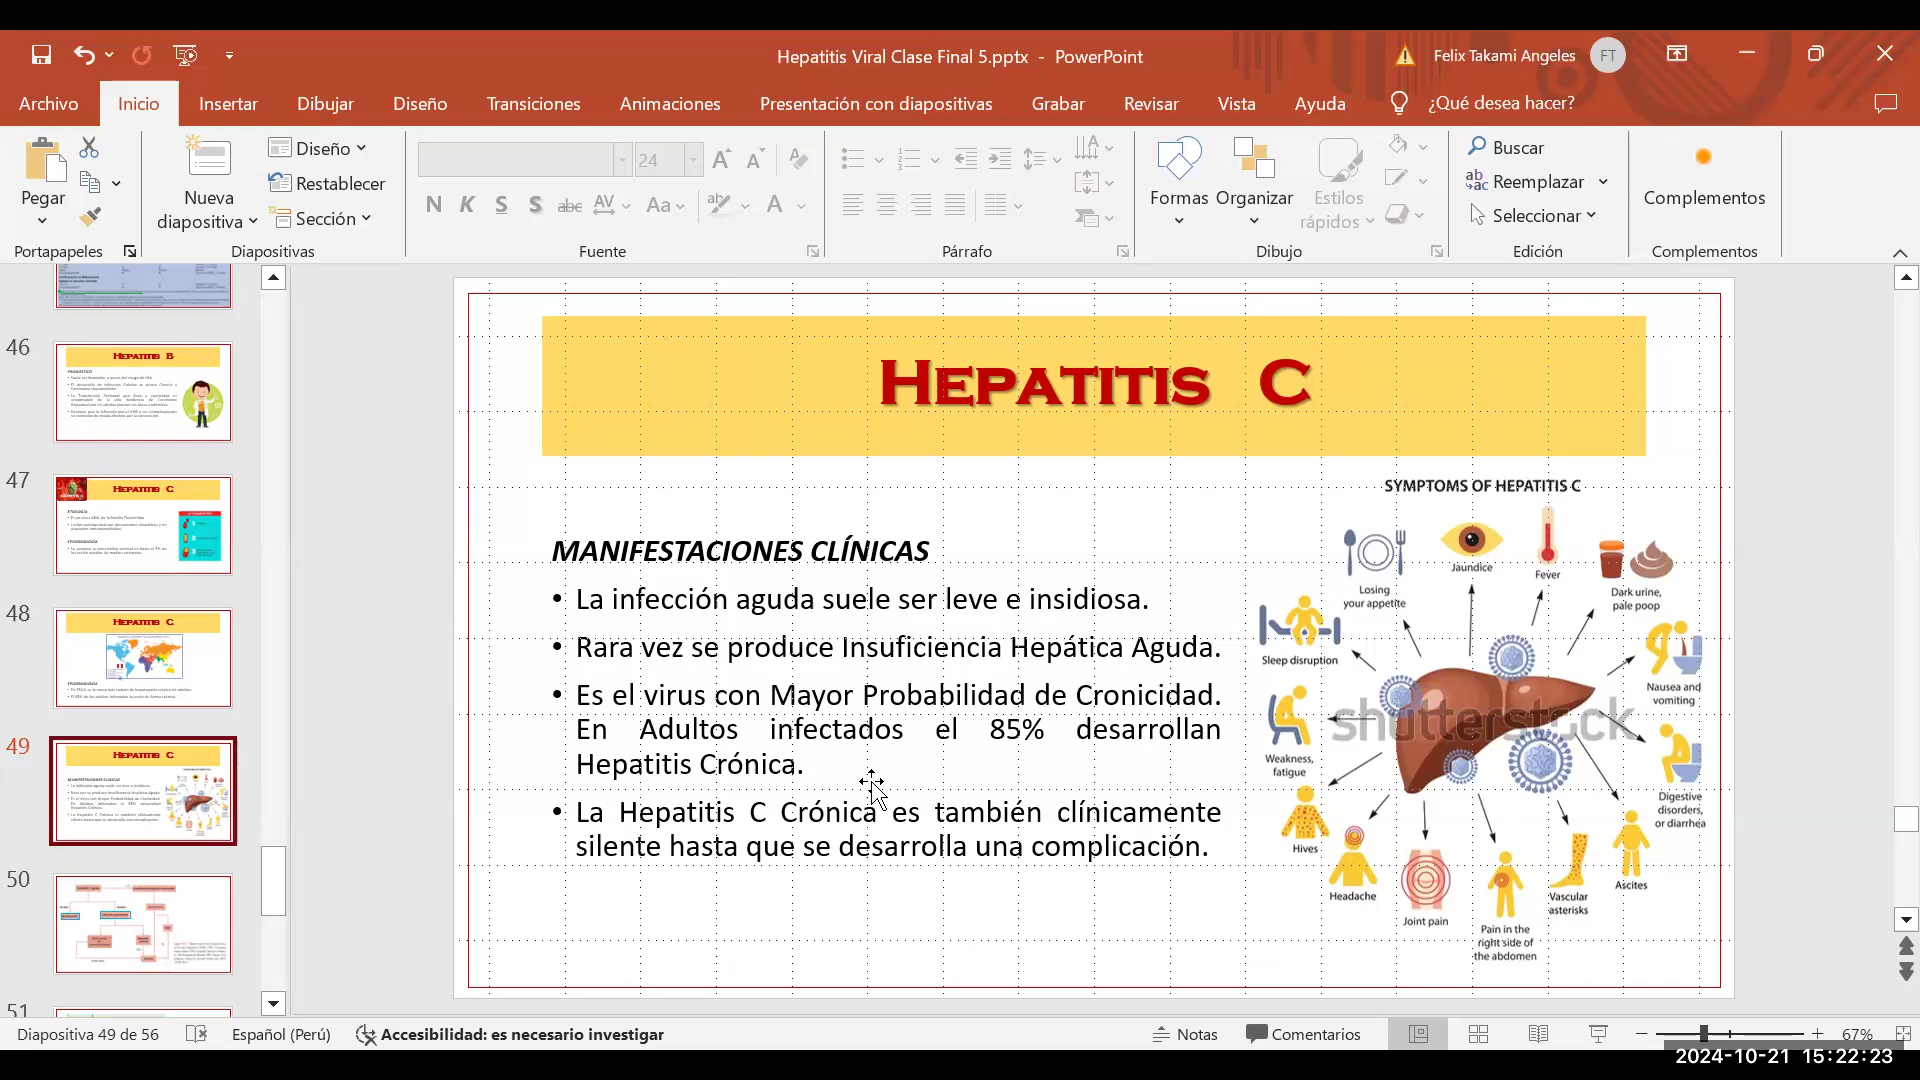 Hepatitis Viral Clase Final 5.pptx - PowerPoint
Felix Takami Angeles
FT
Archivo
Inicio
Insertar
Dibujar
Diseño
Transiciones
Animaciones
Presentación con diapositivas
Grabar
Revisar
Vista
Ayuda
¿Qué desea hacer?
Pegar
Nueva
diapositiva
Diseño
Restablecer
Sección
24
N K S S abc AV Aa A
Formas
Organizar
Estilos
rápidos
Buscar
Reemplazar
Seleccionar
Complementos
Portapapeles
Diapositivas
Fuente
Párrafo
Dibujo
Edición
Complementos
46
HEPATITIS B
47
HEPATITIS C
48
HEPATITIS C
49
HEPATITIS C
50
51
HEPATITIS C
MANIFESTACIONES CLÍNICAS
• La infección aguda suele ser leve e insidiosa.
• Rara vez se produce Insuficiencia Hepática Aguda.
• Es el virus con Mayor Probabilidad de Cronicidad.
En Adultos infectados el 85% desarrollan
Hepatitis Crónica.
• La Hepatitis C Crónica es también clínicamente
silente hasta que se desarrolla una complicación.
SYMPTOMS OF HEPATITIS C
Losing
your appetite
Jaundice
Fever
Dark urine,
pale poop
Sleep disruption
Nausea and
vomiting
shutterstock
Weakness,
fatigue
Digestive
disorders,
or diarrhea
Hives
Headache
Joint pain
Pain in the
right side of
the abdomen
Vascular
asterisks
Ascites
Diapositiva 49 de 56
Español (Perú)
Accesibilidad: es necesario investigar
Notas
Comentarios
67%
2024-10-21 15:22:23